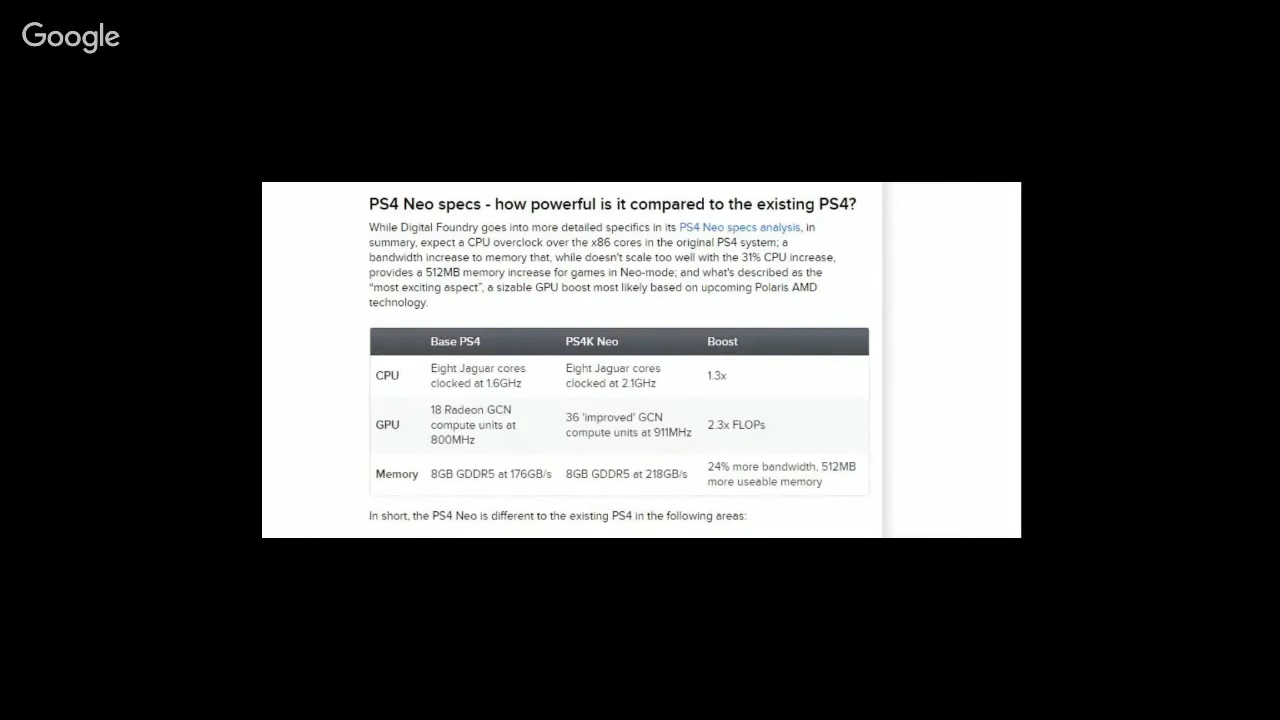 Google
PS4 Neo specs - how powerful is it compared to the existing PS4?
While Digital Foundry goes into more detailed specifics in its PS4 Neo specs analysis, in
summary, expect a CPU overclock over the x86 cores in the original PS4 system; a
bandwidth increase to memory that, while doesn't scale too well with the 31% CPU increase,
provides a 512MB memory increase for games in Neo-mode; and what's described as the
"most exciting aspect", a sizable GPU boost most likely based on upcoming Polaris AMD
technology.
Base PS4 PS4K Neo Boost
CPU Eight Jaguar cores clocked at 1.6GHz Eight Jaguar cores clocked at 2.1GHz 1.3x
GPU 18 Radeon GCN compute units at 800MHz 36 'improved' GCN compute units at 911MHz 2.3x FLOPs
Memory 8GB GDDR5 at 176GB/s 8GB GDDR5 at 218GB/s 24% more bandwidth, 512MB more useable memory
In short, the PS4 Neo is different to the existing PS4 in the following areas: